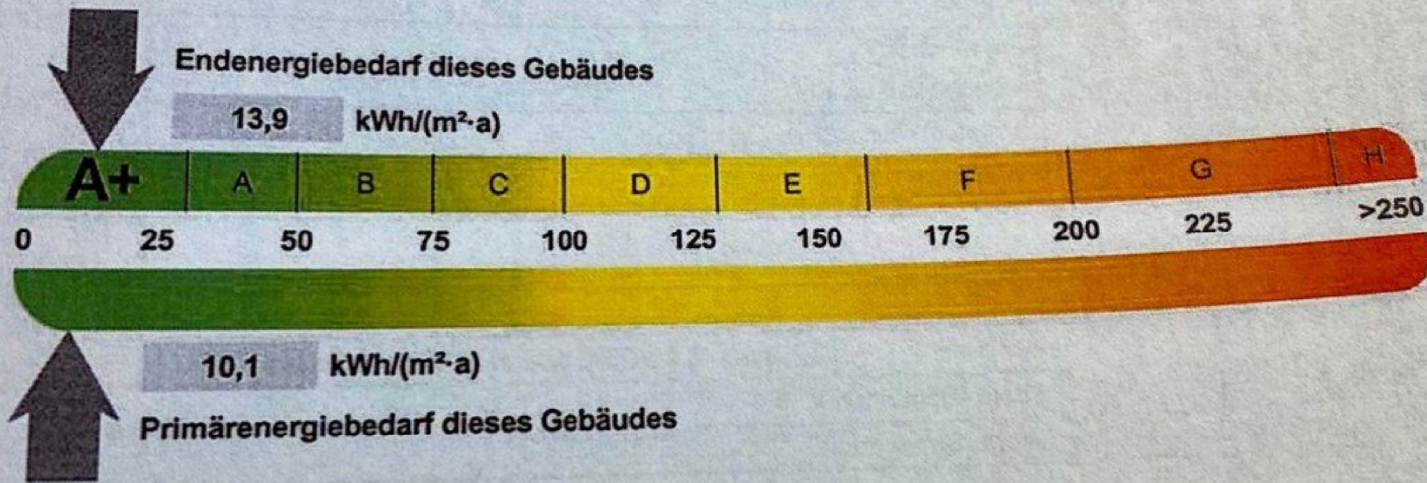 Endenergiebedarf dieses Gebäudes
13,9 kWh/(m²·a)
A+ A B C D E F G H
0 25 50 75 100 125 150 175 200 225 >250
10,1 kWh/(m²·a)
Primärenergiebedarf dieses Gebäudes